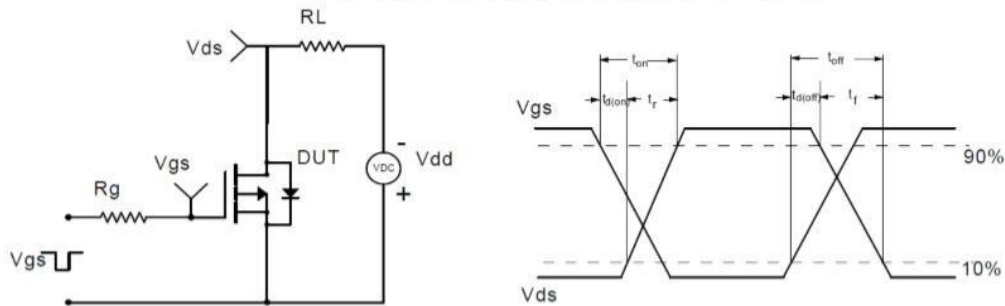 RL
Vds
Vgs
DUT
-
Vdd
VDC
+
Rg
Vgs
ton
toff
td(on)
tr
td(off)
tf
Vgs
90%
10%
Vds